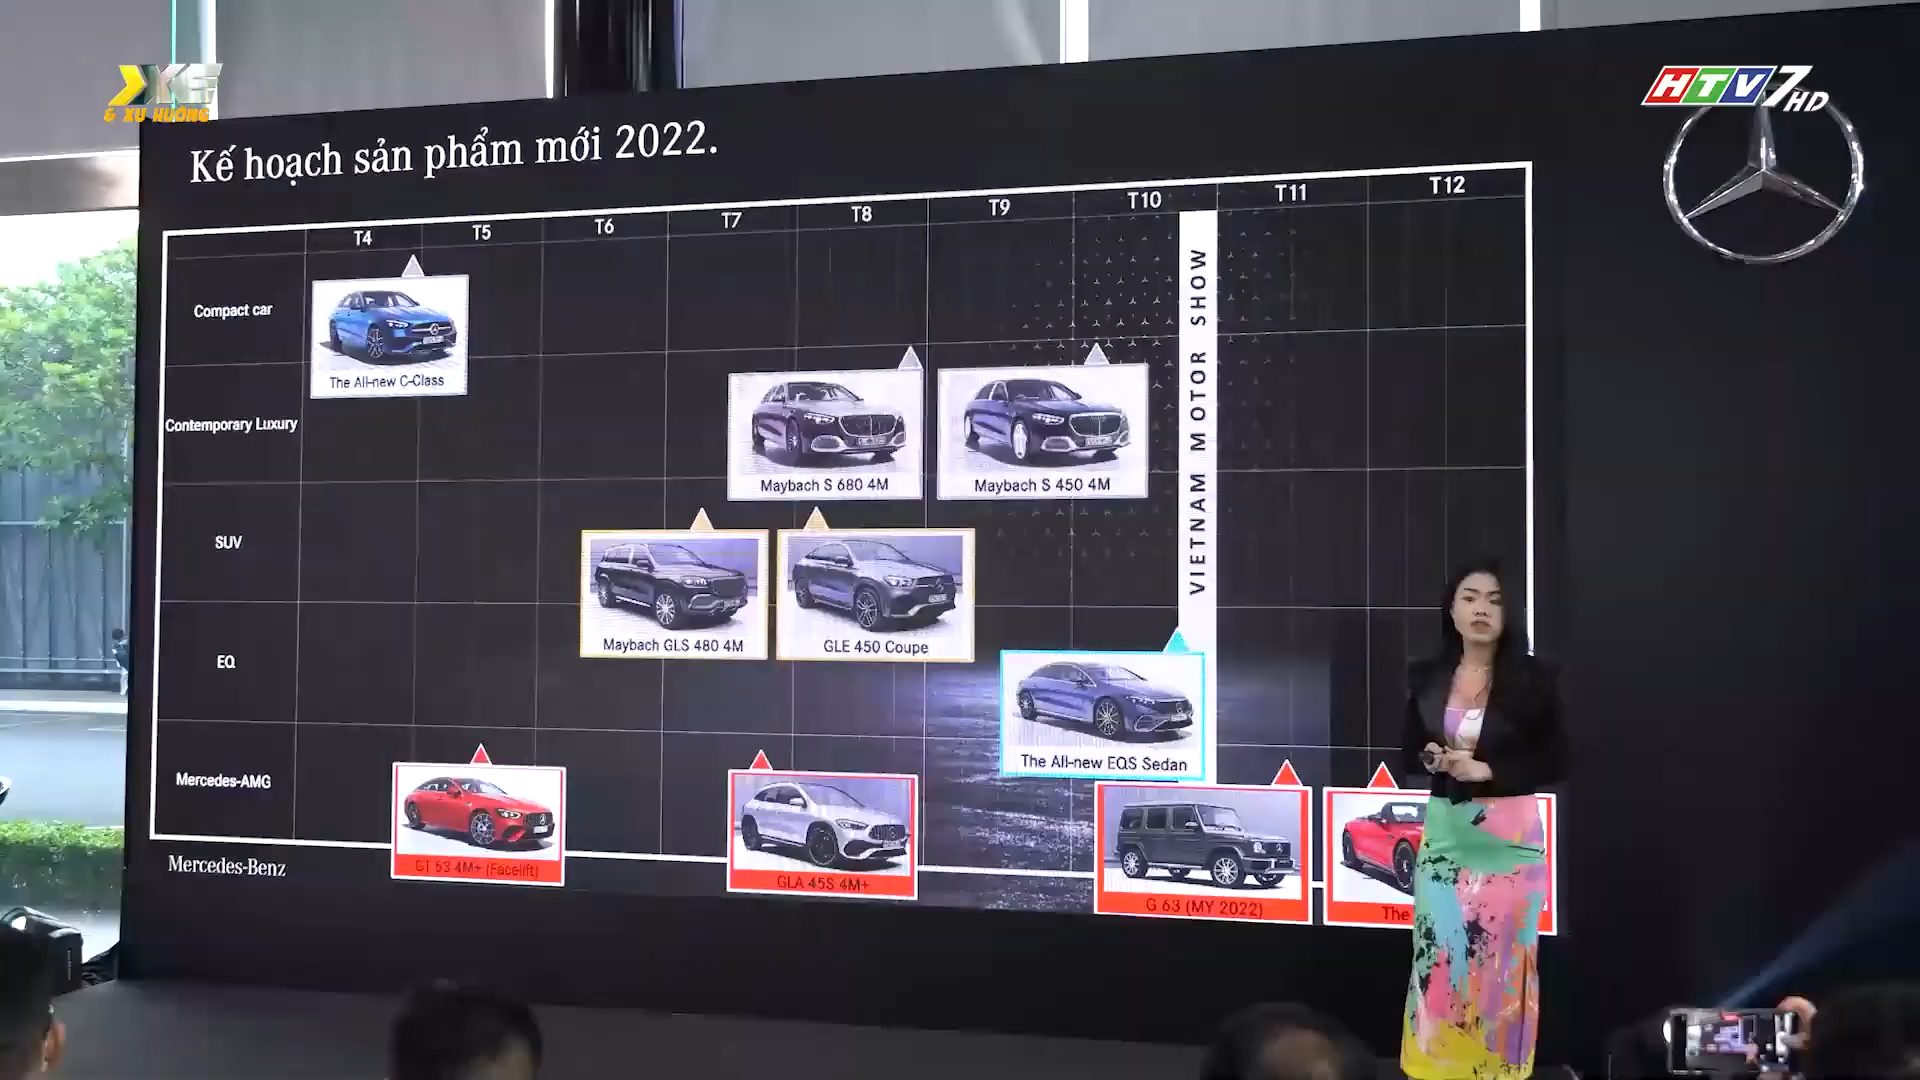 XE
& XU HƯỚNG
HTV7HD
Kế hoạch sản phẩm mới 2022.
T4
T5
T6
T7
T8
T9
T10
T11
T12
Compact car
The All-new C-Class
Contemporary Luxury
Maybach S 680 4M
Maybach S 450 4M
VIETNAM MOTOR SHOW
SUV
Maybach GLS 480 4M
GLE 450 Coupe
EQ
The All-new EQS Sedan
Mercedes-AMG
GT 53 4M+ (Facelift)
GLA 45S 4M+
G 63 (MY 2022)
The
Mercedes-Benz